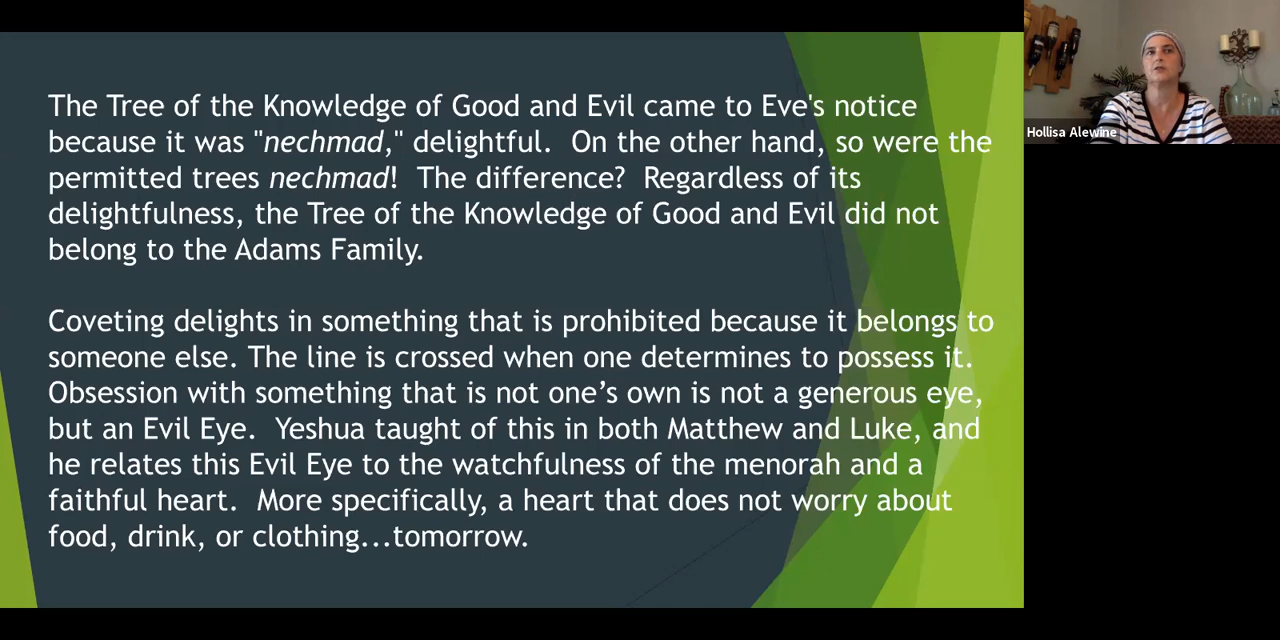 The Tree of the Knowledge of Good and Evil came to Eve's notice
because it was "nechmad," delightful.  On the other hand, so were the
permitted trees nechmad!  The difference?  Regardless of its
delightfulness, the Tree of the Knowledge of Good and Evil did not
belong to the Adams Family.
Coveting delights in something that is prohibited because it belongs to
someone else. The line is crossed when one determines to possess it.
Obsession with something that is not one’s own is not a generous eye,
but an Evil Eye.  Yeshua taught of this in both Matthew and Luke, and
he relates this Evil Eye to the watchfulness of the menorah and a
faithful heart.  More specifically, a heart that does not worry about
food, drink, or clothing...tomorrow.
Hollisa Alewine